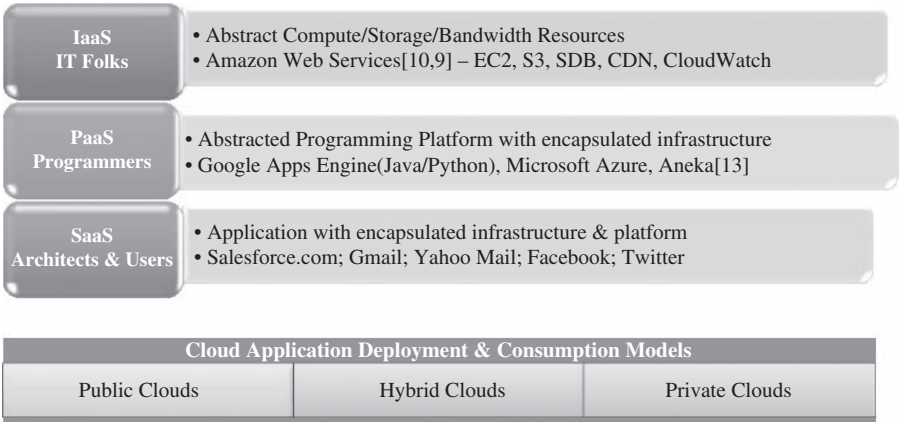 IaaS
IT Folks
• Abstract Compute/Storage/Bandwidth Resources
• Amazon Web Services[10,9] – EC2, S3, SDB, CDN, CloudWatch
PaaS
Programmers
• Abstracted Programming Platform with encapsulated infrastructure
• Google Apps Engine(Java/Python), Microsoft Azure, Aneka[13]
SaaS
Architects & Users
• Application with encapsulated infrastructure & platform
• Salesforce.com; Gmail; Yahoo Mail; Facebook; Twitter
Cloud Application Deployment & Consumption Models
Public Clouds
Hybrid Clouds
Private Clouds